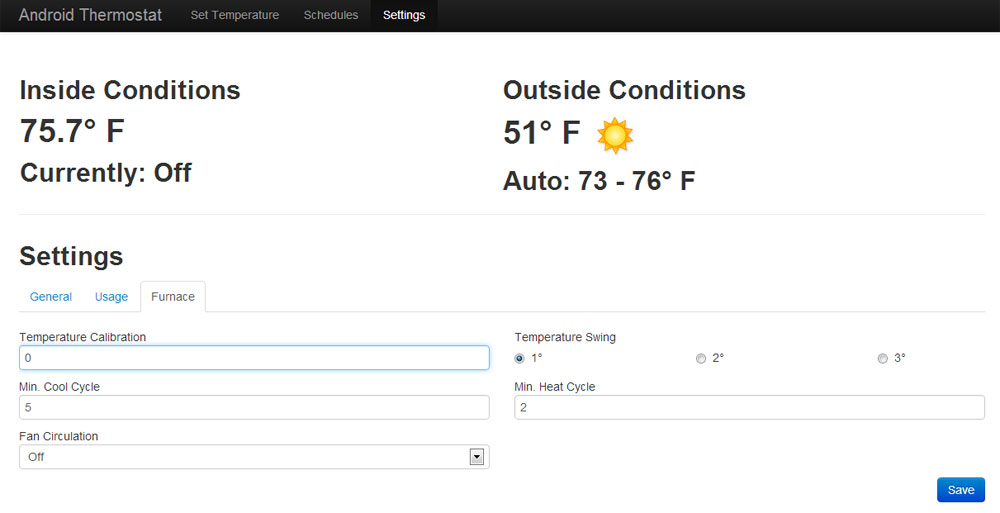 Android Thermostat Set Temperature Schedules Settings
Inside Conditions
75.7° F
Currently: Off
Outside Conditions
51° F
Auto: 73 - 76° F
Settings
General Usage Furnace
Temperature Calibration
0
Temperature Swing
1° 2° 3°
Min. Cool Cycle
5
Min. Heat Cycle
2
Fan Circulation
Off
Save